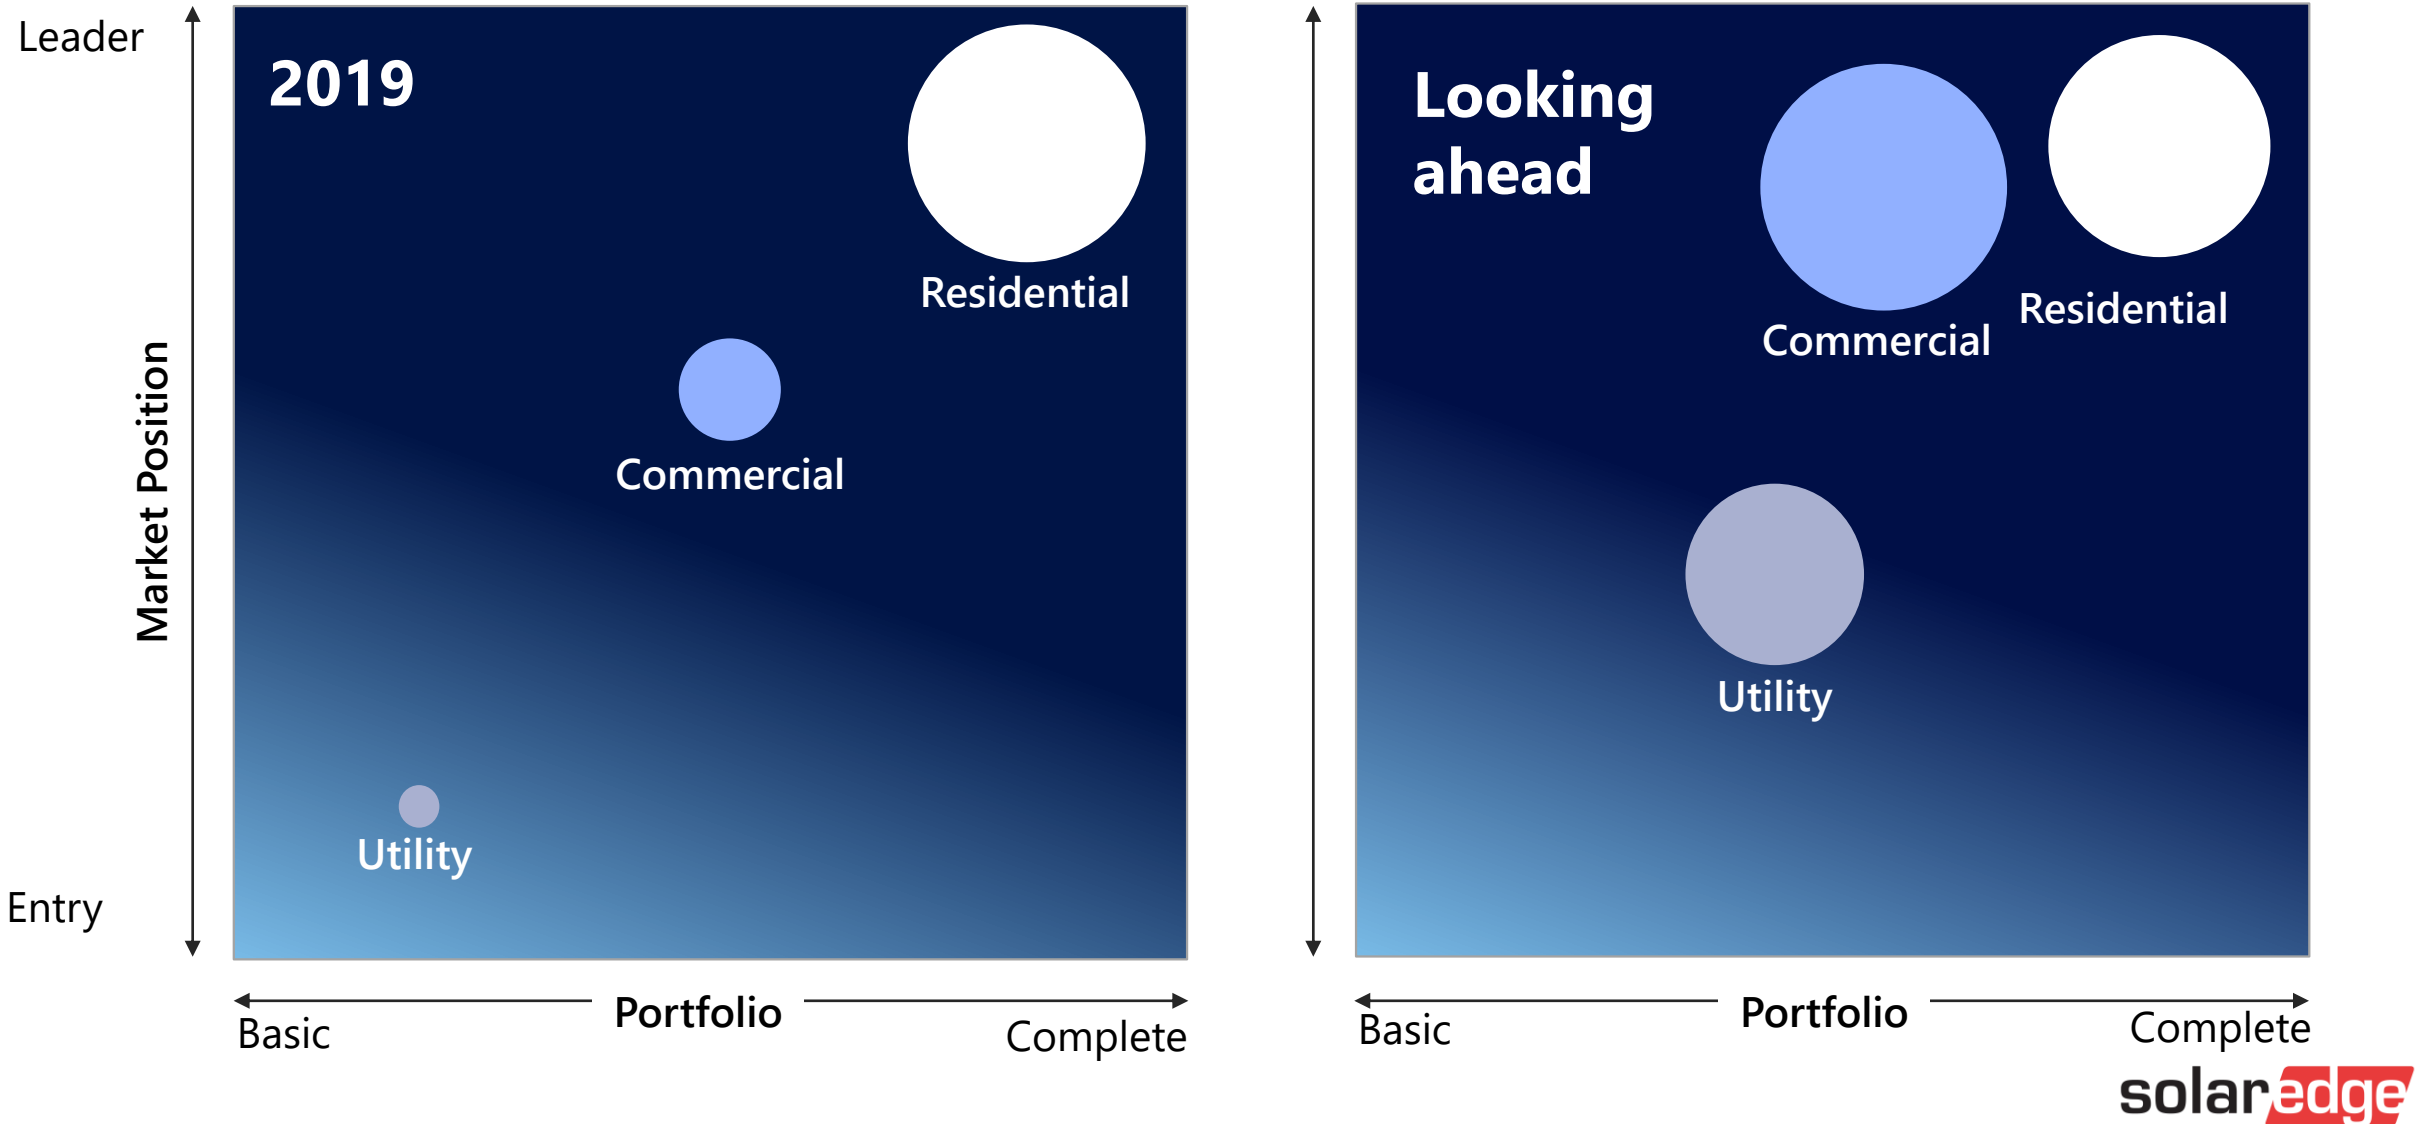 Leader
Market Position
Entry
2019
Residential
Commercial
Utility
Basic
Portfolio
Complete
Looking
ahead
Residential
Commercial
Utility
Basic
Portfolio
Complete
solaredge